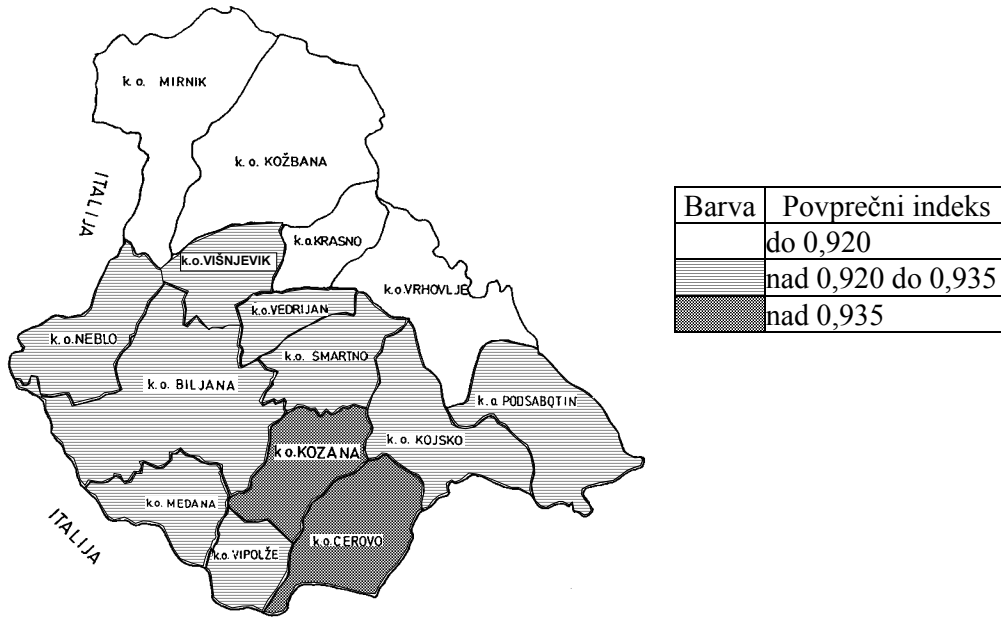 k. o. MIRNIK
k. o. KOŽBANA
ITALIJA
k.o KRASNO
k.o. VIŠNJEVIK
k.o. VRHOVLJE
k.o. VEDRIJAN
k. o. NEBLO
k. o. ŠMARTNO
k. o. BILJANA
k. o. PODSABOTIN
k. o. KOJSKO
k o. KOZANA
k.o. MEDANA
ITALIJA
k.o. CEROVO
k.o. VIPOLŽE
Barva Povprečni indeks
do 0,920
nad 0,920 do 0,935
nad 0,935